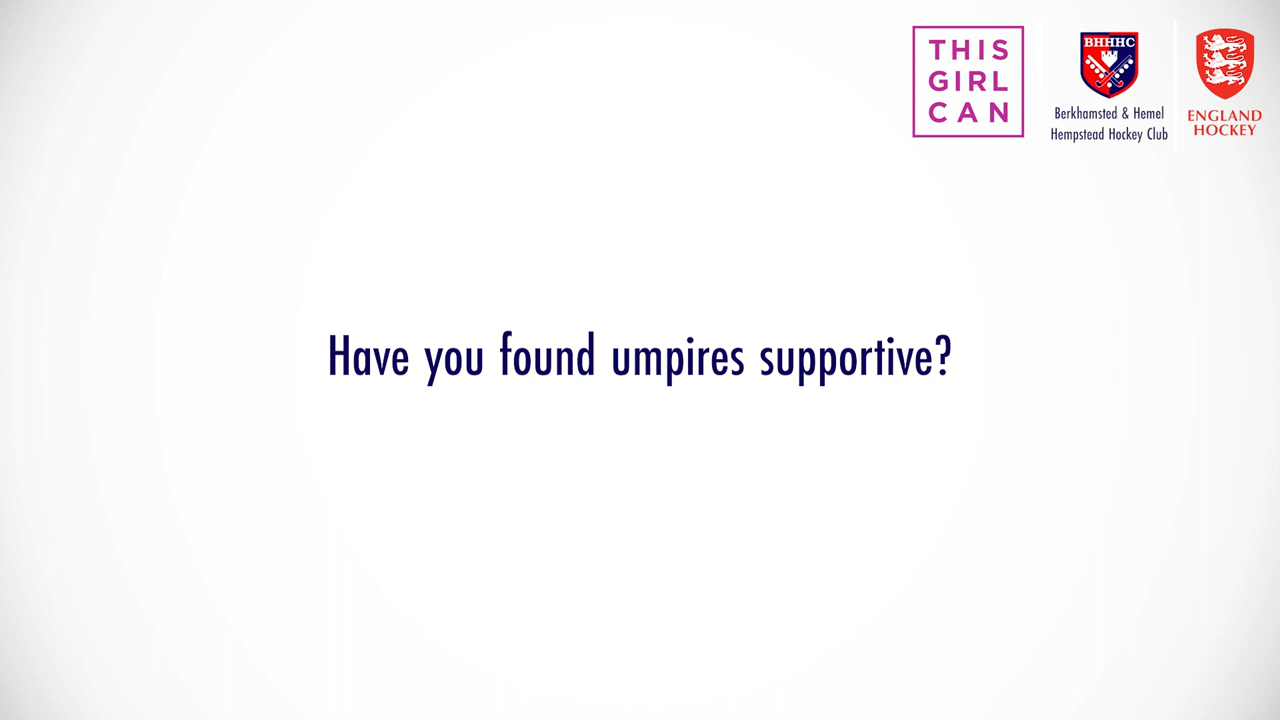 THIS
GIRL
CAN
BHHHC
Berkhamsted & Hemel
Hempstead Hockey Club
ENGLAND
HOCKEY
Have you found umpires supportive?